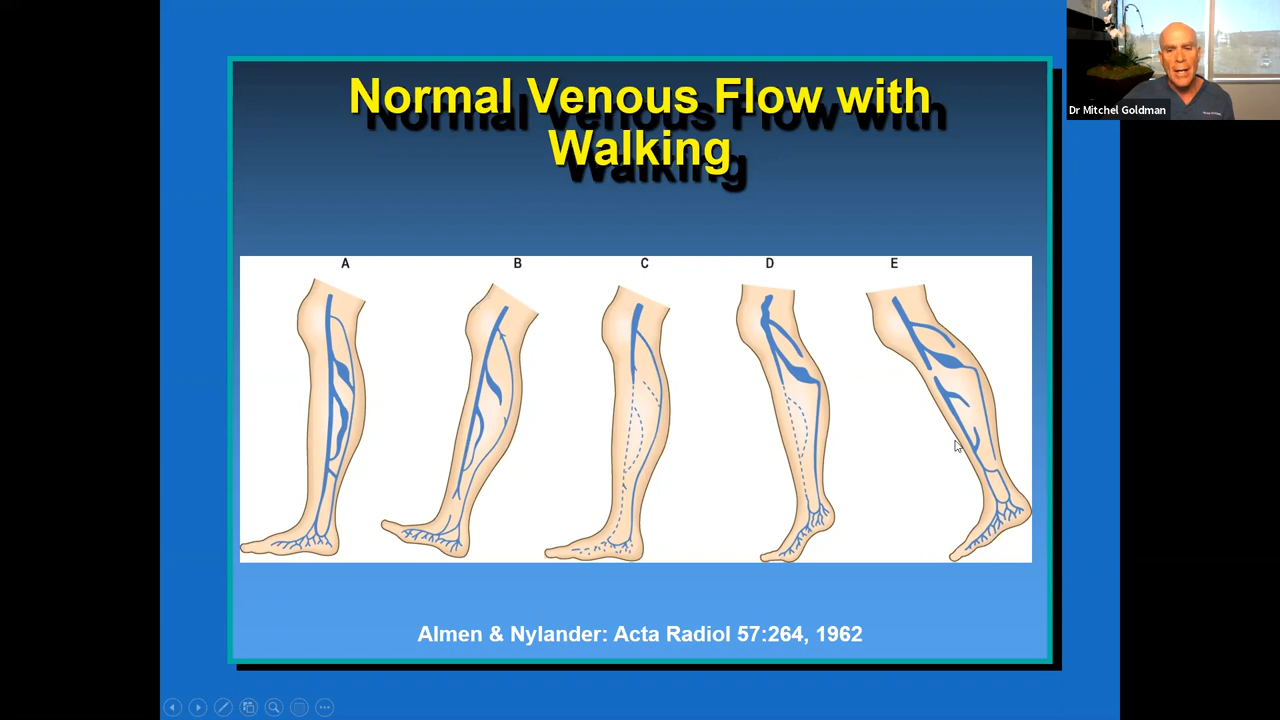 Normal Venous Flow with
Walking
Dr Mitchel Goldman
A B C D E
Almen & Nylander: Acta Radiol 57:264, 1962